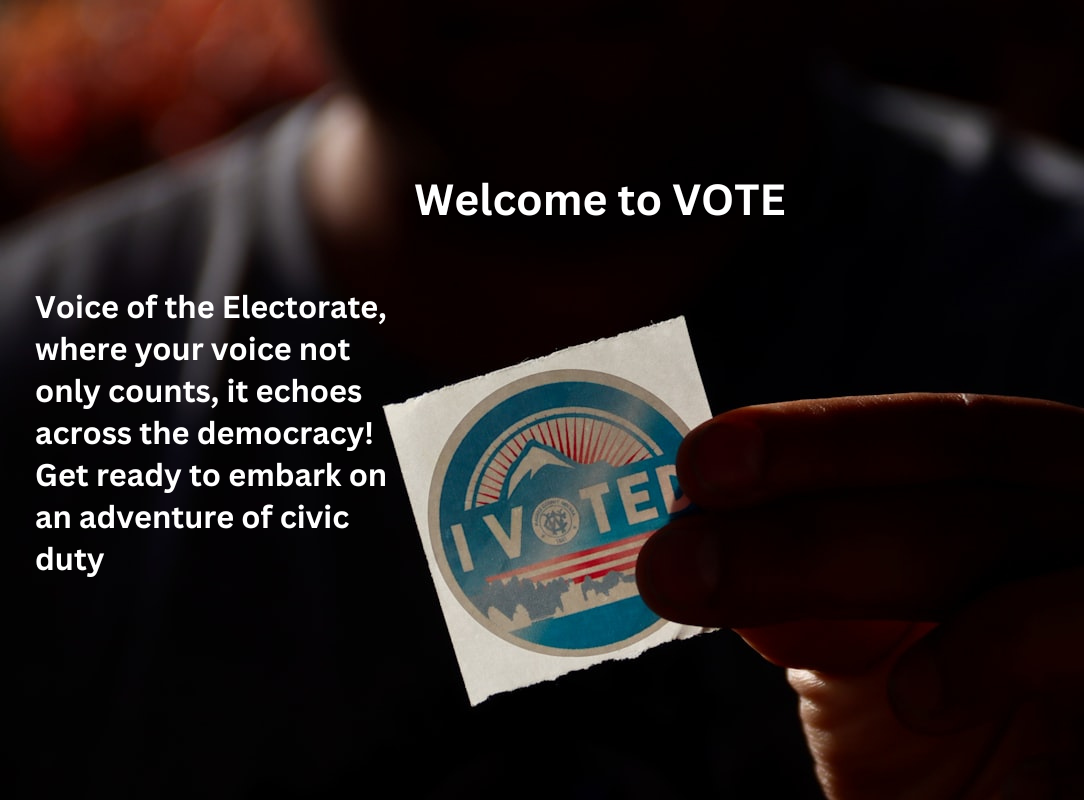 Welcome to VOTE
Voice of the Electorate,
where your voice not
only counts, it echoes
across the democracy!
Get ready to embark on
an adventure of civic
duty
I VOTED